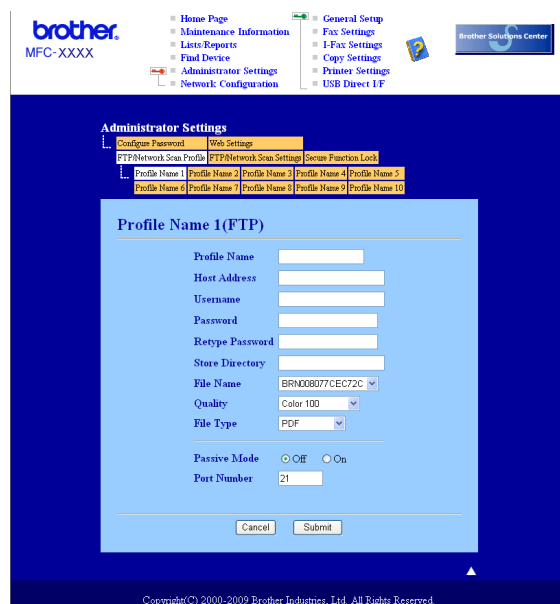 brother.
MFC-XXXX
Home Page
Maintenance Information
Lists/Reports
Find Device
Administrator Settings
Network Configuration
General Setup
Fax Settings
I-Fax Settings
Copy Settings
Printer Settings
USB Direct I/F
?
Brother Solutions Center
Administrator Settings
Configure Password Web Settings
FTP/Network Scan Profile FTP/Network Scan Settings Secure Function Lock
Profile Name 1 Profile Name 2 Profile Name 3 Profile Name 4 Profile Name 5
Profile Name 6 Profile Name 7 Profile Name 8 Profile Name 9 Profile Name 10
Profile Name 1(FTP)
Profile Name
Host Address
Username
Password
Retype Password
Store Directory
File Name BRN008077CEC72C
Quality Color 100
File Type PDF
Passive Mode Off On
Port Number 21
Cancel Submit
Copyright(C) 2000-2009 Brother Industries, Ltd. All Rights Reserved.